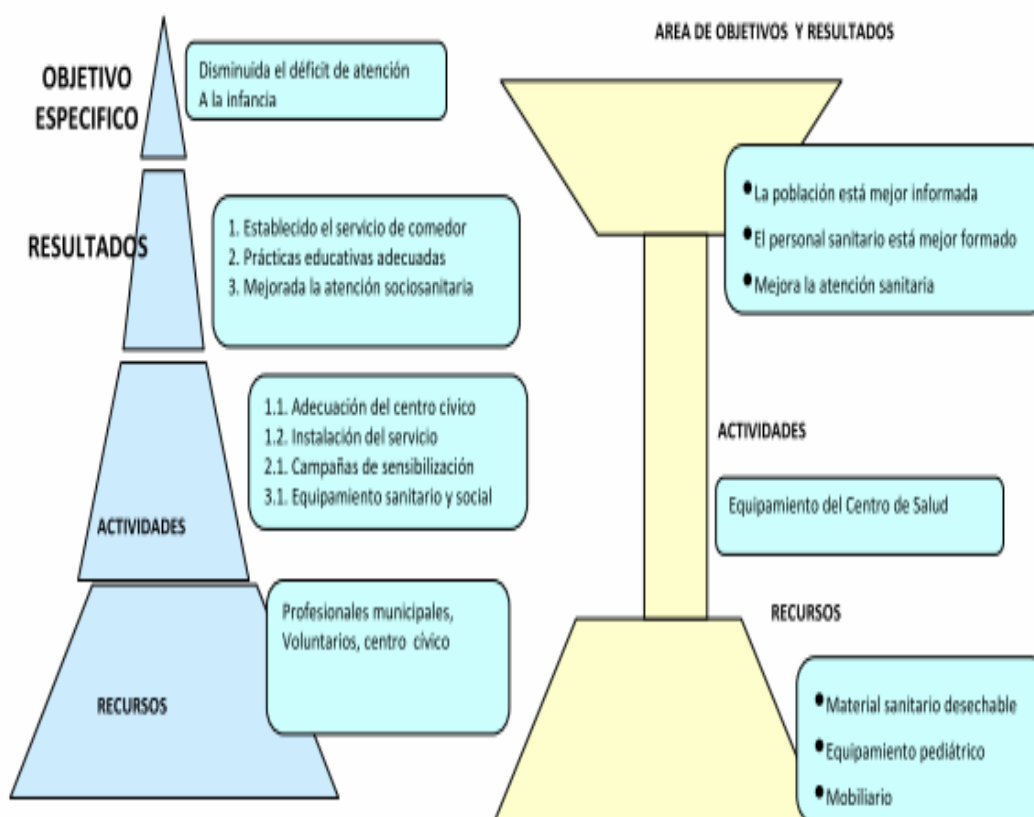 OBJETIVO
ESPECIFICO
Disminuida el déficit de atención
A la infancia
RESULTADOS
1. Establecido el servicio de comedor
2. Prácticas educativas adecuadas
3. Mejorada la atención sociosanitaria
1.1. Adecuación del centro cívico
1.2. Instalación del servicio
2.1. Campañas de sensibilización
3.1. Equipamiento sanitario y social
ACTIVIDADES
Profesionales municipales,
Voluntarios, centro cívico
RECURSOS
AREA DE OBJETIVOS Y RESULTADOS
• La población está mejor informada
• El personal sanitario está mejor formado
• Mejora la atención sanitaria
ACTIVIDADES
Equipamiento del Centro de Salud
RECURSOS
• Material sanitario desechable
• Equipamiento pediátrico
• Mobiliario